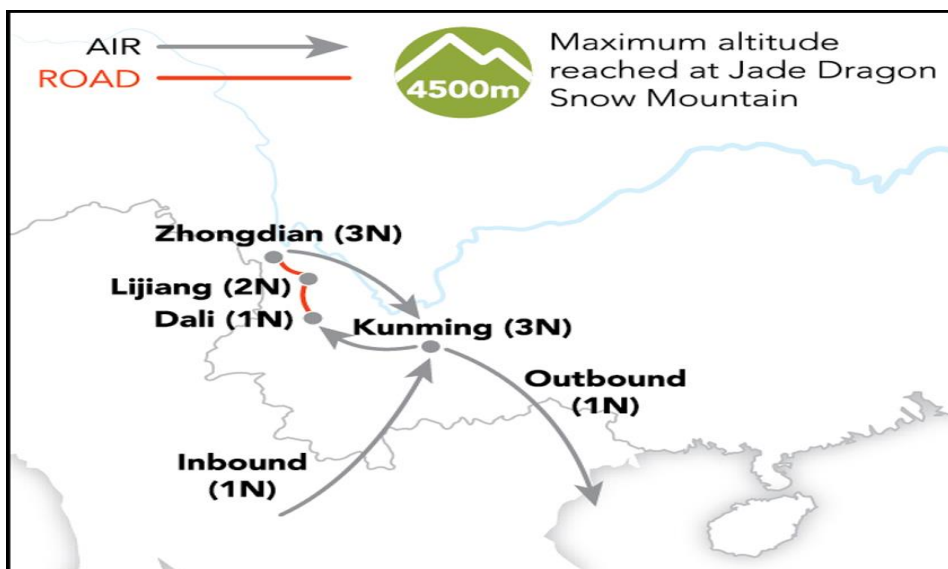 AIR
ROAD
4500m
Maximum altitude
reached at Jade Dragon
Snow Mountain
Zhongdian (3N)
Lijiang (2N)
Dali (1N)
Kunming (3N)
Outbound
(1N)
Inbound
(1N)